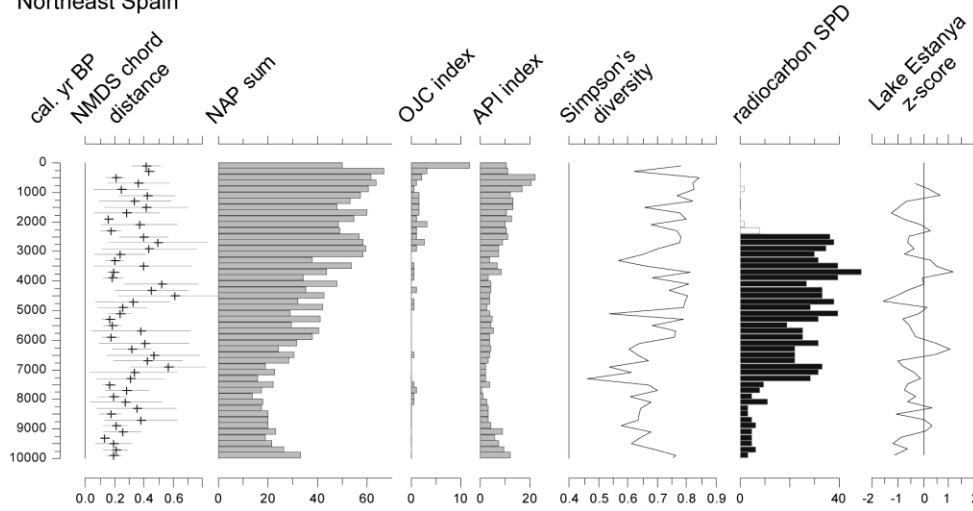 Northeast Spain
cal. yr BP
NMDS chord
distance
NAP sum
OJC index
API index
Simpson's
diversity
radiocarbon SPD
Lake Estanya
z-score
0
1000
2000
3000
4000
5000
6000
7000
8000
9000
10000
0.0 0.2 0.4 0.6 0 20 40 60 0 10 0 20 0.4 0.5 0.6 0.7 0.8 0.9 0 20 40 -2 -1 0 1 2